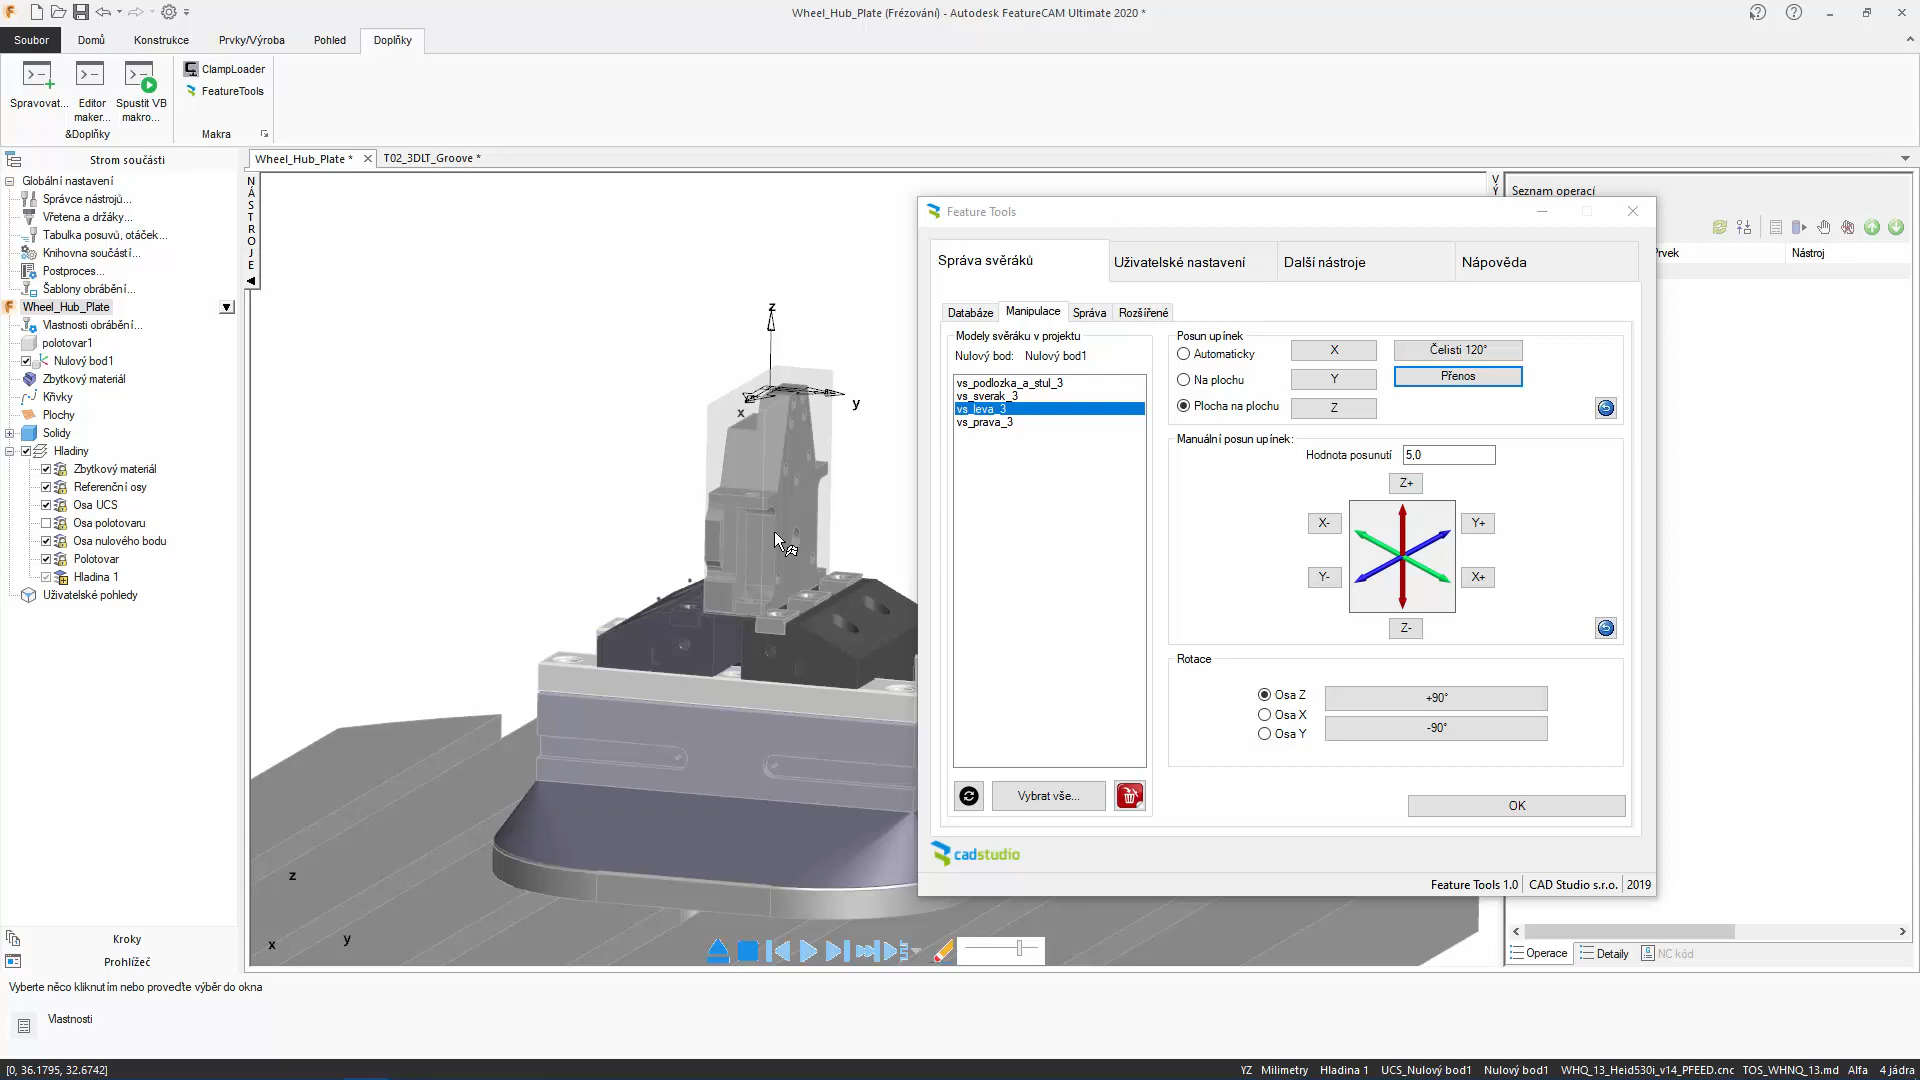 Wheel_Hub_Plate (Frézování) - Autodesk FeatureCAM Ultimate 2020 *
Soubor
Domů
Konstrukce
Prvky/Výroba
Pohled
Doplňky
Spravovat...
Editor maker...
Spustit VB makro...
ClampLoader
FeatureTools
&Doplňky
Makra
Strom součásti
Wheel_Hub_Plate *
T02_3DLT_Groove *
Globální nastavení
Správce nástrojů...
Vřetena a držáky...
Tabulka posuvů, otáček...
Knihovna součástí...
Postproces...
Šablony obrábění...
Wheel_Hub_Plate
Vlastnosti obrábění...
polotovar1
Nulový bod1
Zbytkový materiál
Křivky
Plochy
Solidy
Hladiny
Zbytkový materiál
Referenční osy
Osa UCS
Osa polotovaru
Osa nulového bodu
Polotovar
Hladina 1
Uživatelské pohledy
Kroky
Prohlížeč
NÁSTROJE
z
x
y
z
x
y
VÝ
Seznam operací
Prvek
Nástroj
Operace
Detaily
NC kód
Feature Tools
Správa svěráků
Uživatelské nastavení
Další nástroje
Nápověda
Databáze
Manipulace
Správa
Rozšířené
Modely svěráku v projektu
Nulový bod: Nulový bod1
vs_podlozka_a_stul_3
vs_sverak_3
vs_leva_3
vs_prava_3
Vybrat vše...
Posun upínek
Automaticky
Na plochu
Plocha na plochu
X
Y
Z
Čelisti 120°
Přenos
Manuální posun upínek:
Hodnota posunutí 5,0
Z+
X-
Y+
Y-
X+
Z-
Rotace
Osa Z
Osa X
Osa Y
+90°
-90°
OK
cadstudio
Feature Tools 1.0
CAD Studio s.r.o.
2019
Vyberte něco kliknutím nebo proveďte výběr do okna
Vlastnosti
[0, 36.1795, 32.6742]
YZ Milimetry Hladina 1 UCS_Nulový bod1 Nulový bod1 WHQ_13_Heid530i_v14_PFEED.cnc TOS_WHNQ_13.md Alfa 4 jádra